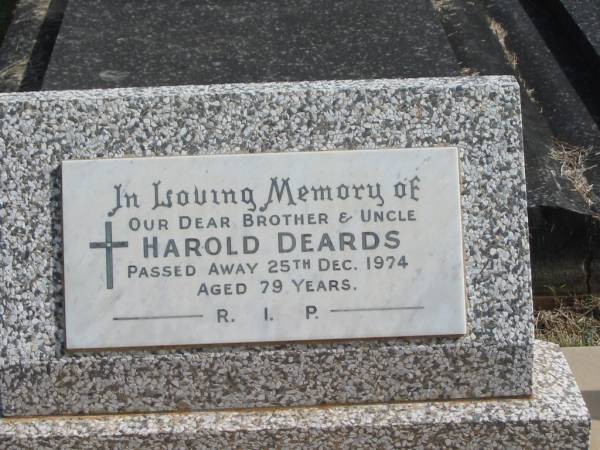 In Loving Memory of
OUR DEAR BROTHER & UNCLE
HAROLD DEARDS
PASSED AWAY 25TH DEC. 1974
AGED 79 YEARS.
R. I. P.